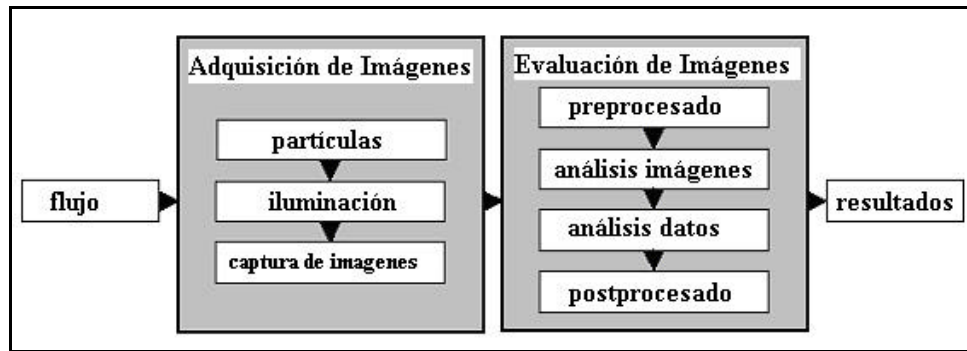 flujo
Adquisición de Imágenes
partículas
iluminación
captura de imagenes
Evaluación de Imágenes
preprocesado
análisis imágenes
análisis datos
postprocesado
resultados